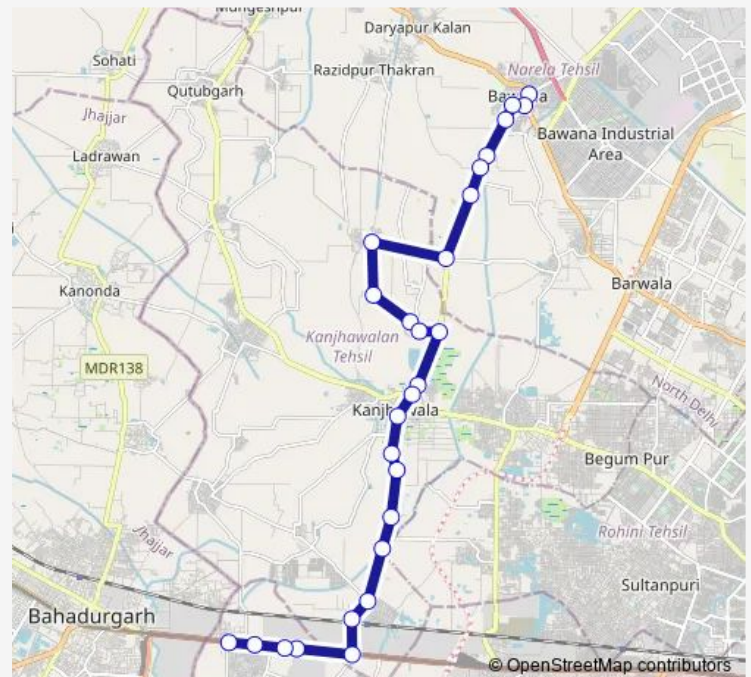 Mungeshpur
Daryapur Kalan
Sohati
Razidpur Thakran
Narela Tehsil
Qutubgarh
Jhajjar
Bawana Industrial
Area
Ladrawan
Kanonda
Barwala
Kanjhawalan
Tehsil
MDR138
North Delhi
Begum Pur
Jhajjar
Rohini Tehsil
Sultanpuri
Bahadurgarh
© OpenStreetMap contributors